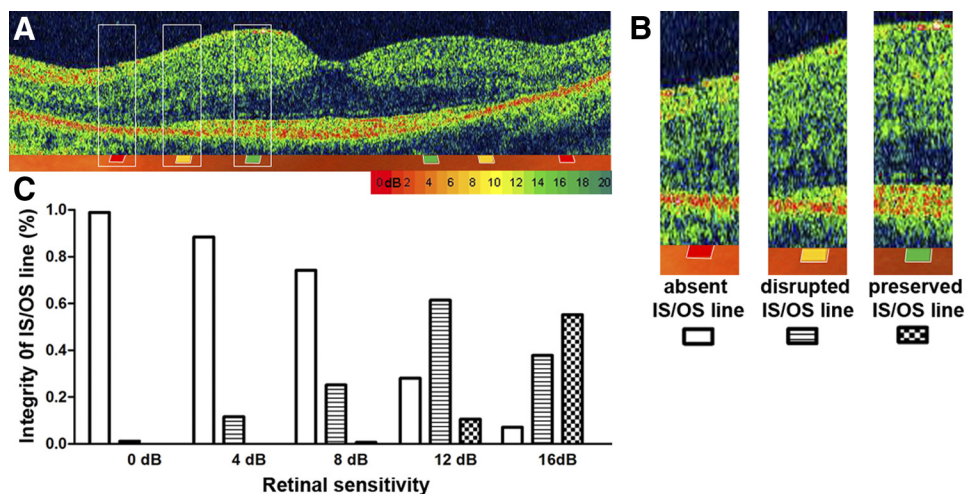 A
0 dB 2 4 6 8 10 12 14 16 18 20
B
absent
IS/OS line
disrupted
IS/OS line
preserved
IS/OS line
C
Integrity 0f IS/OS line (%)
1.0
0.8
0.6
0.4
0.2
0.0
0 dB 4 dB 8 dB 12 dB 16dB
Retinal sensitivity